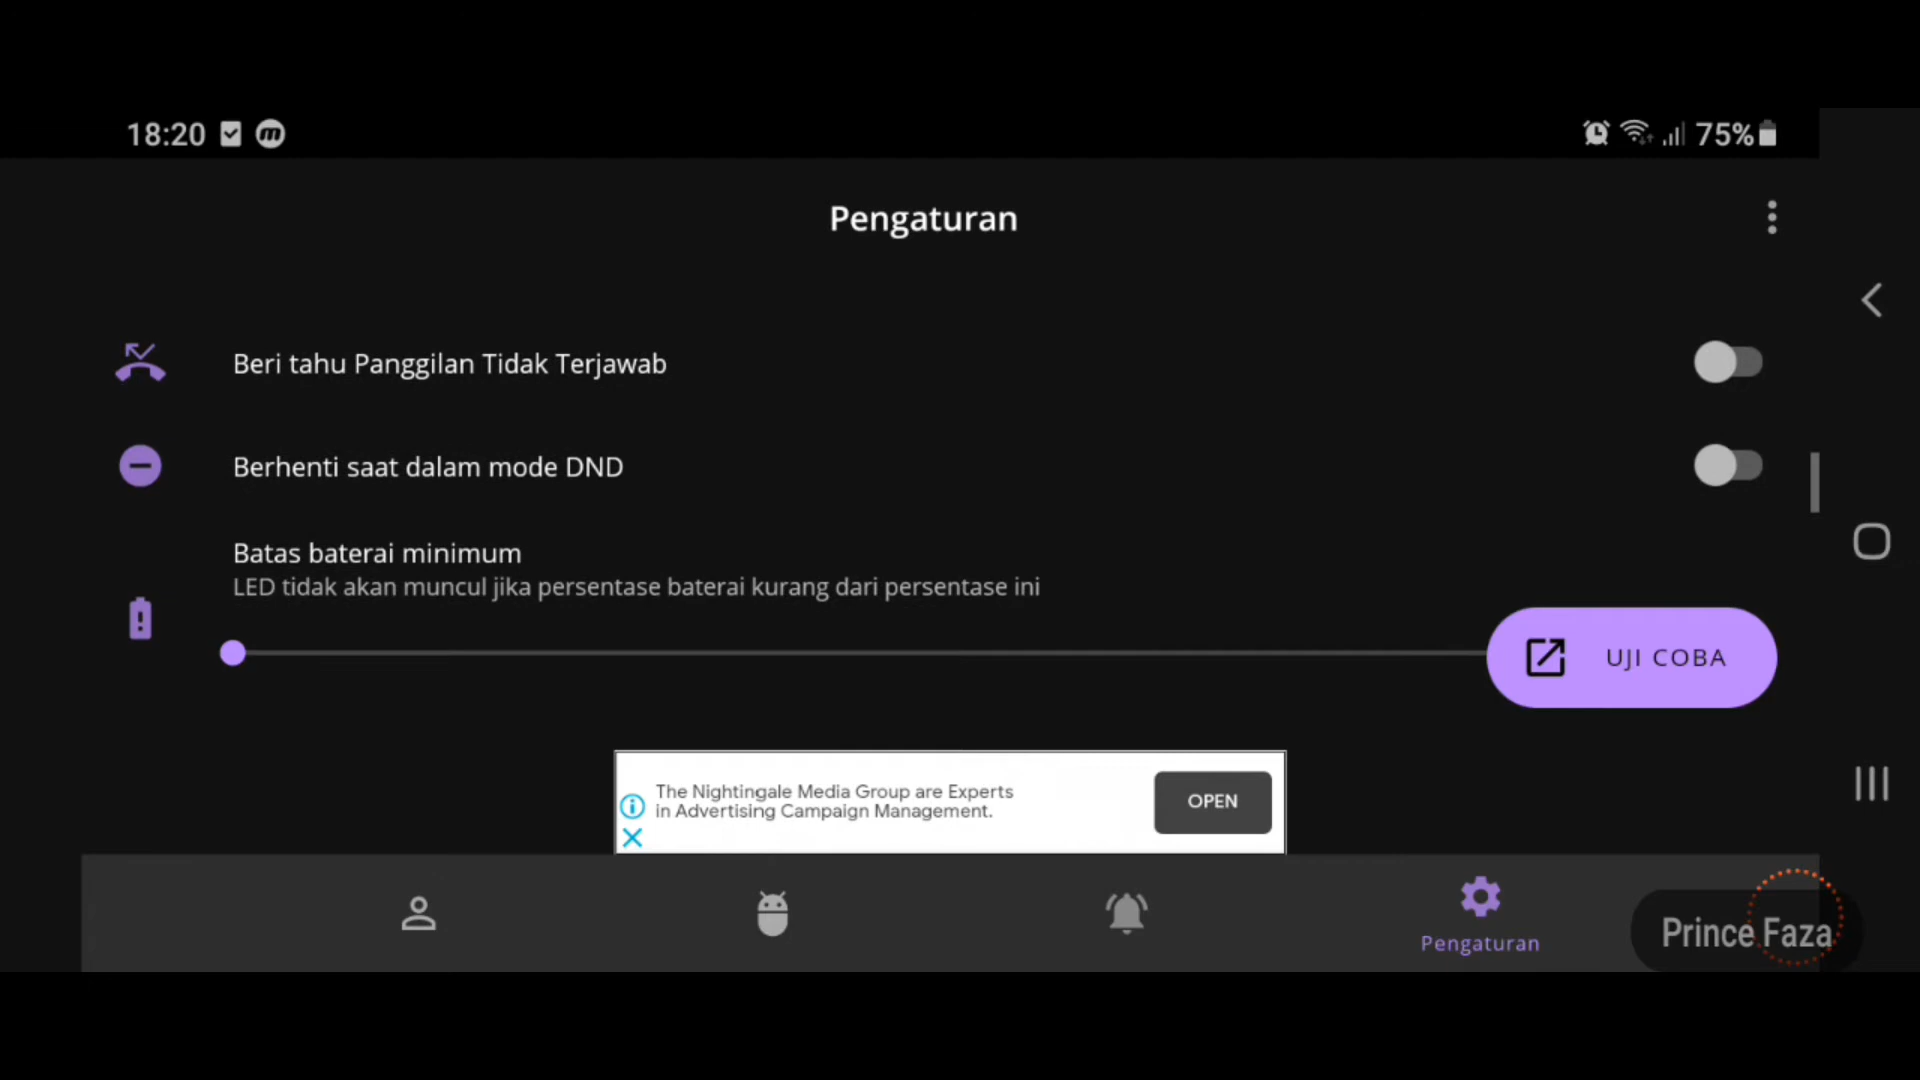 18:20
75%
Pengaturan
Beri tahu Panggilan Tidak Terjawab
Berhenti saat dalam mode DND
Batas baterai minimum
LED tidak akan muncul jika persentase baterai kurang dari persentase ini
UJI COBA
The Nightingale Media Group are Experts
in Advertising Campaign Management.
OPEN
Pengaturan
Prince Faza